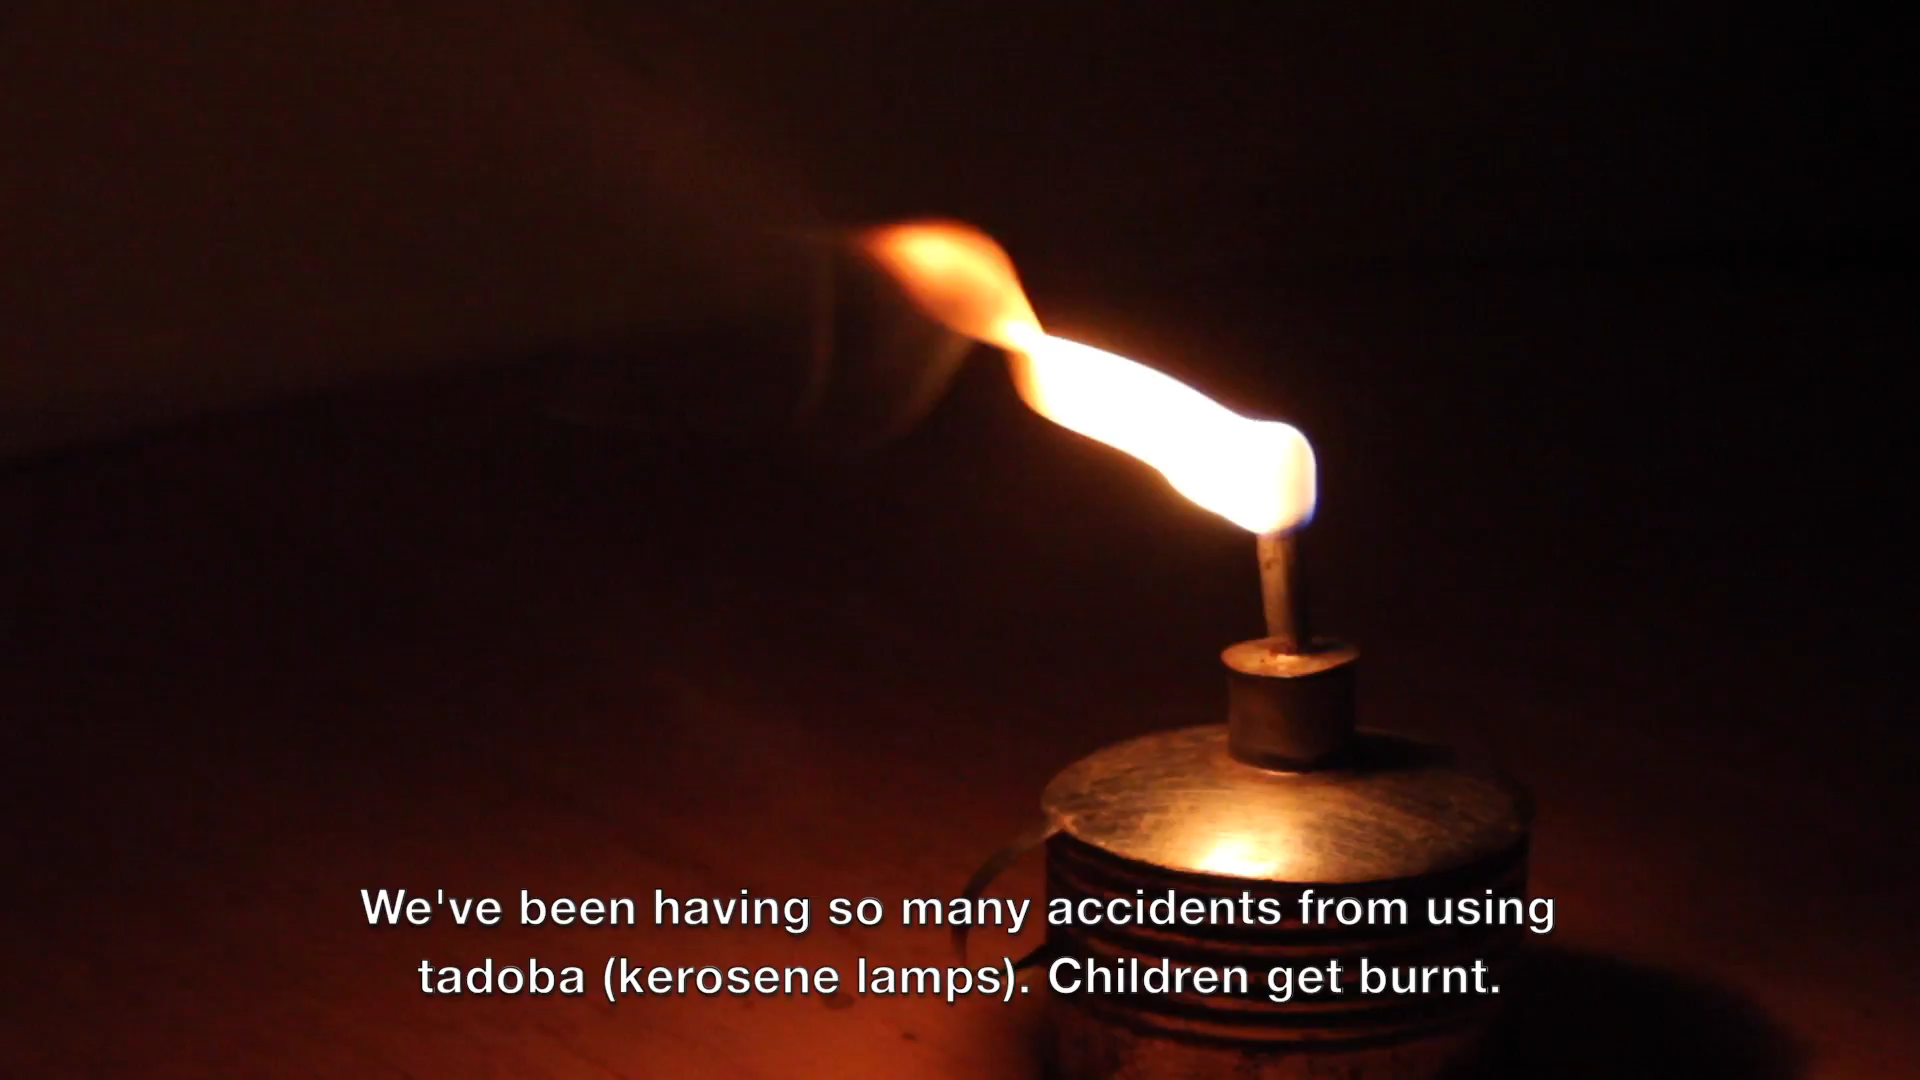 We've been having so many accidents from using
tadoba (kerosene lamps). Children get burnt.